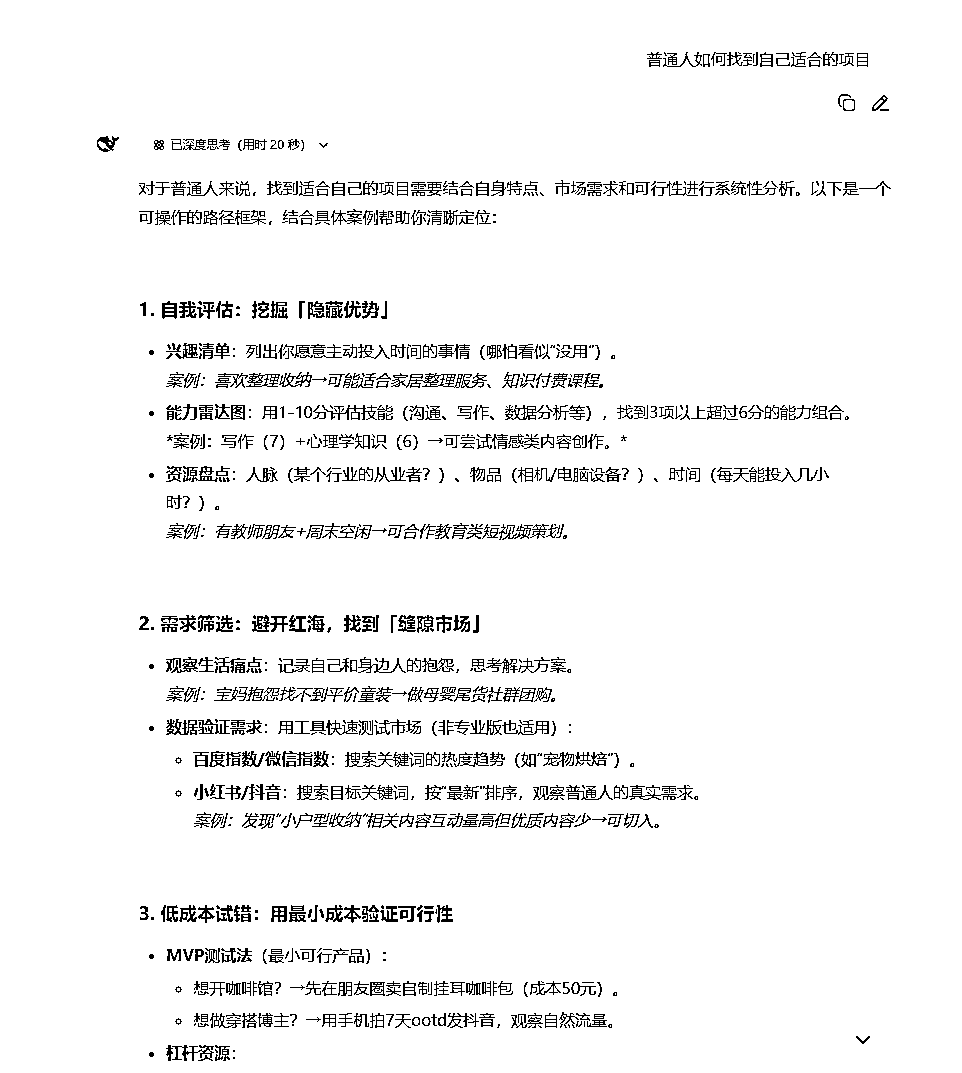 普通人如何找到自己适合的项目
已深度思考（用时 20 秒）
对于普通人来说，找到适合自己的项目需要结合自身特点、市场需求和可行性进行系统性分析。以下是一个
可操作的路径框架，结合具体案例帮助你清晰定位：
1. 自我评估：挖掘「隐藏优势」
• 兴趣清单：列出你愿意主动投入时间的事情（哪怕看似"没用"）。
案例：喜欢整理收纳→可能适合家居整理服务、知识付费课程。
• 能力雷达图：用1-10分评估技能（沟通、写作、数据分析等），找到3项以上超过6分的能力组合。
*案例：写作（7）+心理学知识（6）→可尝试情感类内容创作。*
• 资源盘点：人脉（某个行业的从业者？）、物品（相机/电脑设备？）、时间（每天能投入几小
时？）。
案例：有教师朋友+周末空闲→可合作教育类短视频策划。
2. 需求筛选：避开红海，找到「缝隙市场」
• 观察生活痛点：记录自己和身边人的抱怨，思考解决方案。
案例：宝妈抱怨找不到平价童装→做母婴尾货社群团购。
• 数据验证需求：用工具快速测试市场（非专业版也适用）：
◦ 百度指数/微信指数：搜索关键词的热度趋势（如"宠物烘焙"）。
◦ 小红书/抖音：搜索目标关键词，按"最新"排序，观察普通人的真实需求。
案例：发现"小户型收纳"相关内容互动量高但优质内容少→可切入。
3. 低成本试错：用最小成本验证可行性
• MVP测试法（最小可行产品）：
◦ 想开咖啡馆？→先在朋友圈卖自制挂耳咖啡包（成本50元）。
◦ 想做穿搭博主？→用手机拍7天ootd发抖音，观察自然流量。
• 杠杆资源：